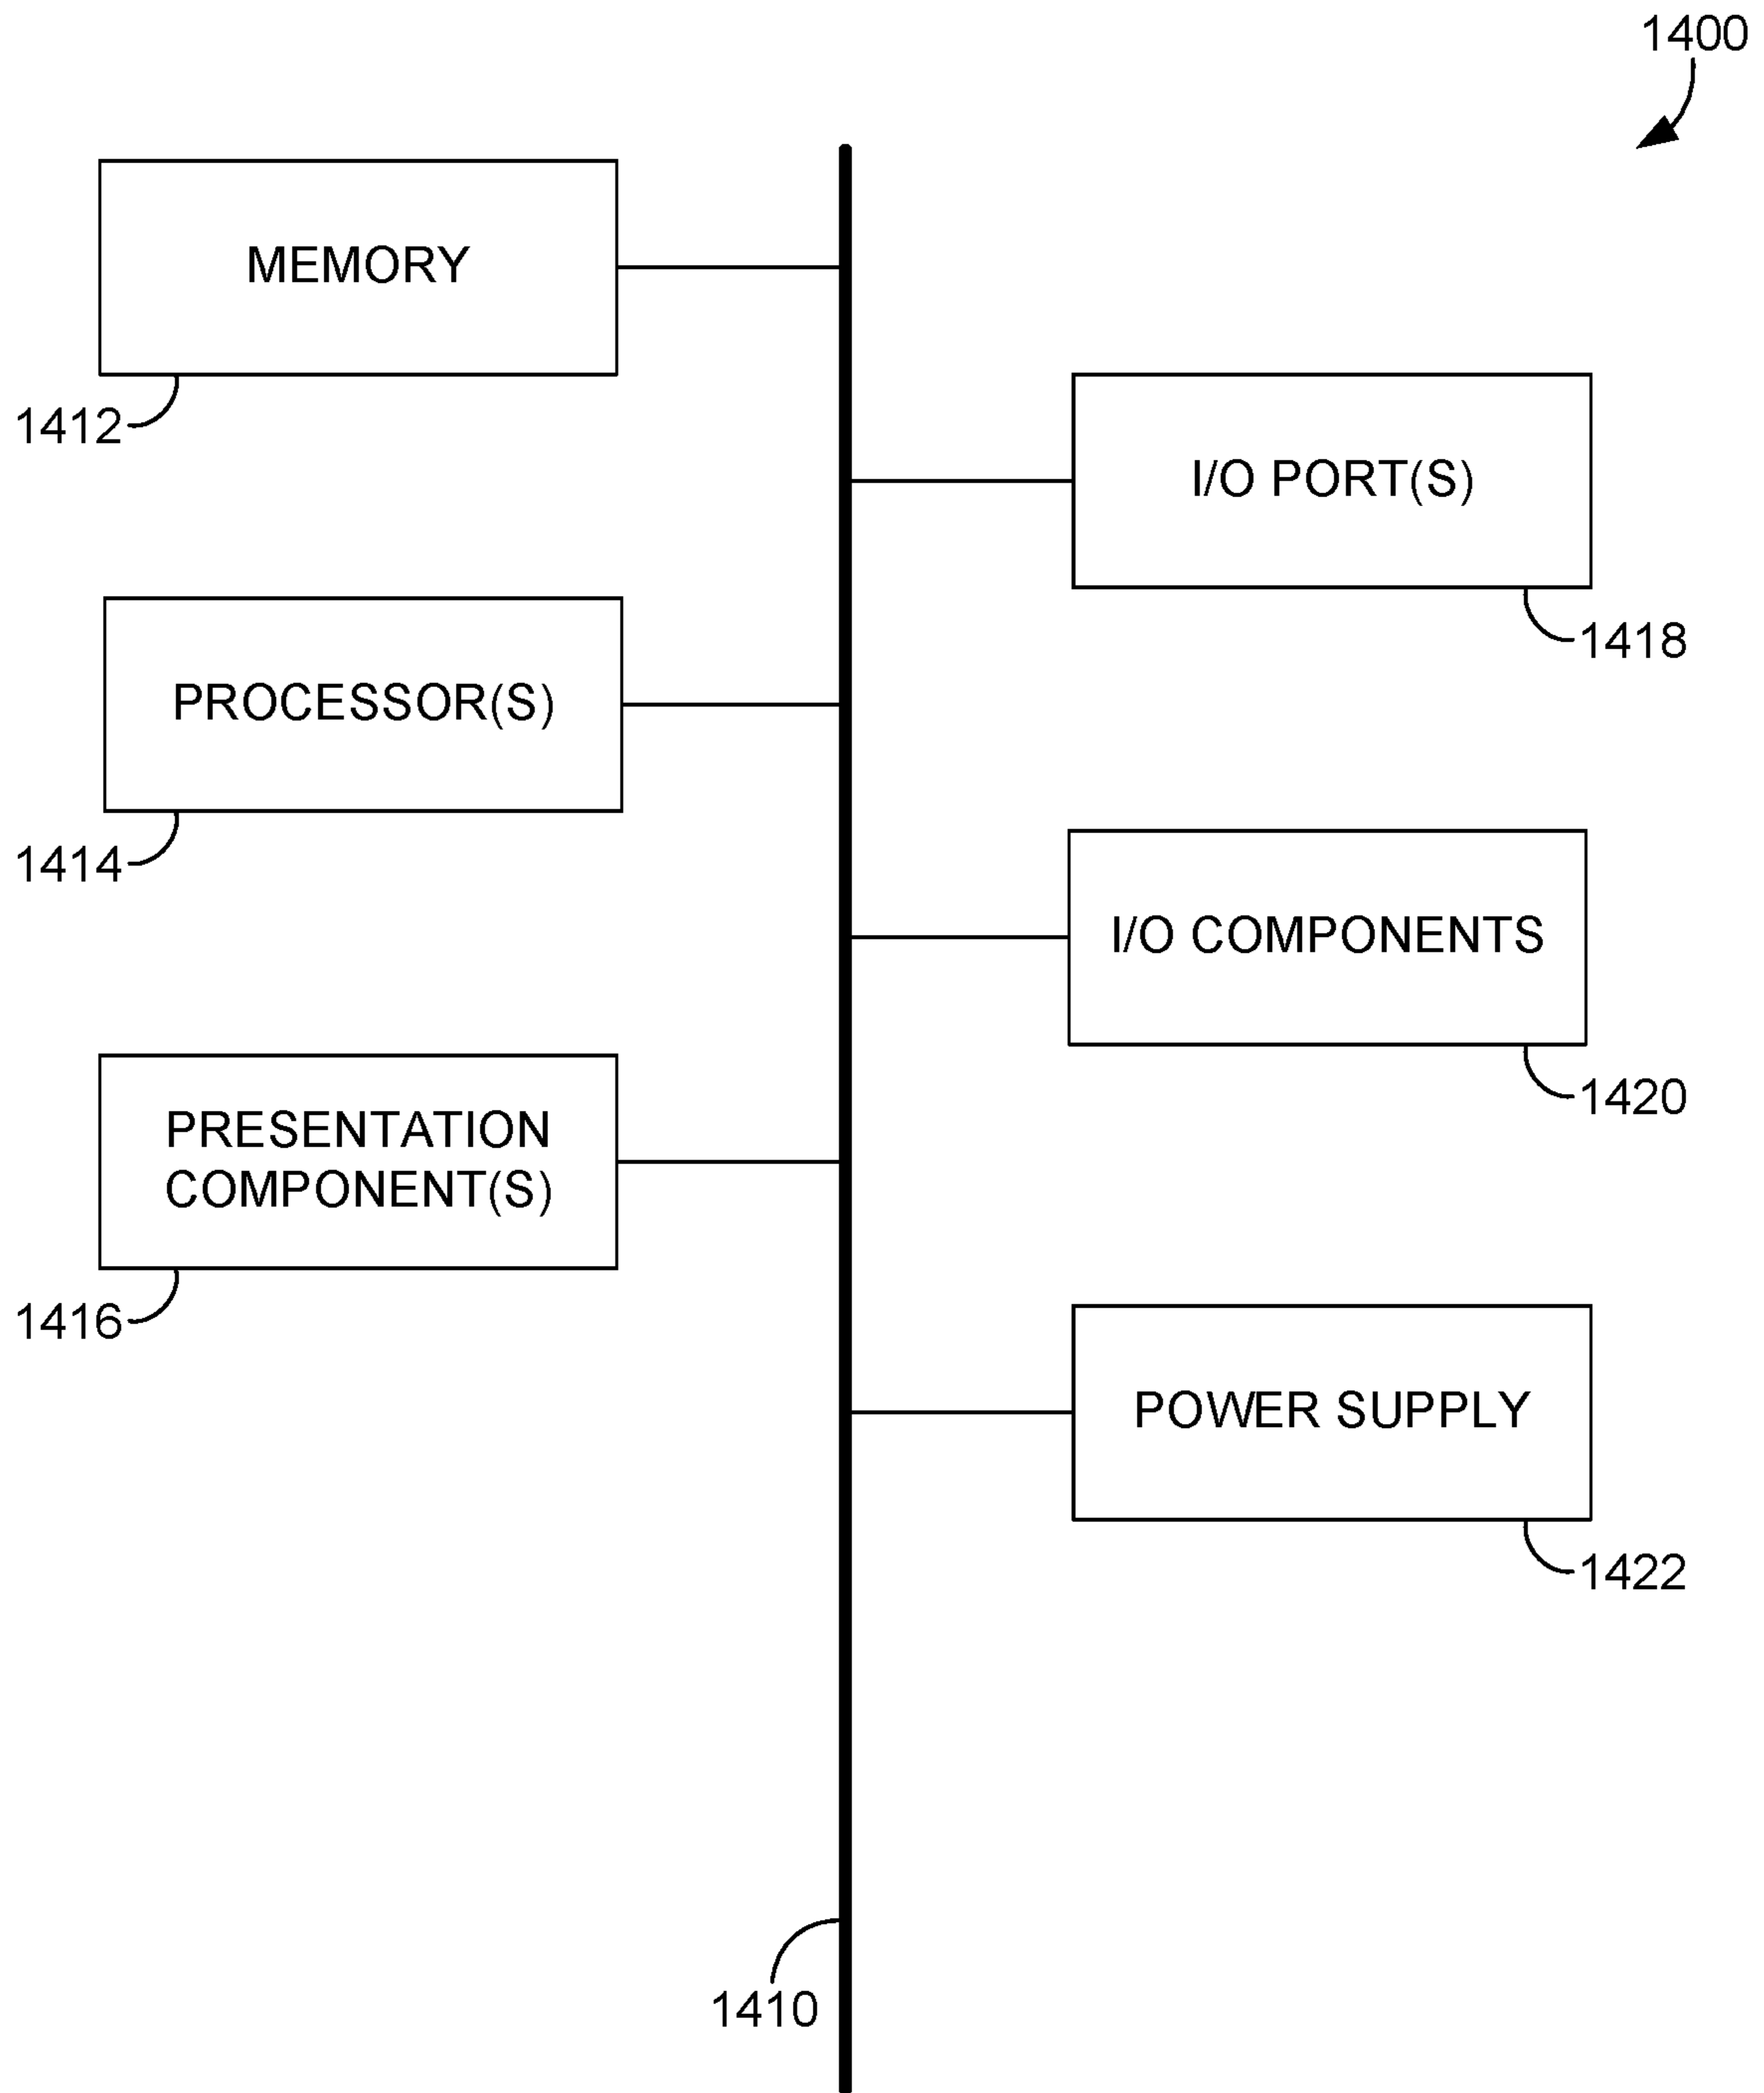 1400
MEMORY
1412
I/O PORT(S)
1418
PROCESSOR(S)
1414
I/O COMPONENTS
1420
PRESENTATION
COMPONENT(S)
1416
POWER SUPPLY
1422
1410